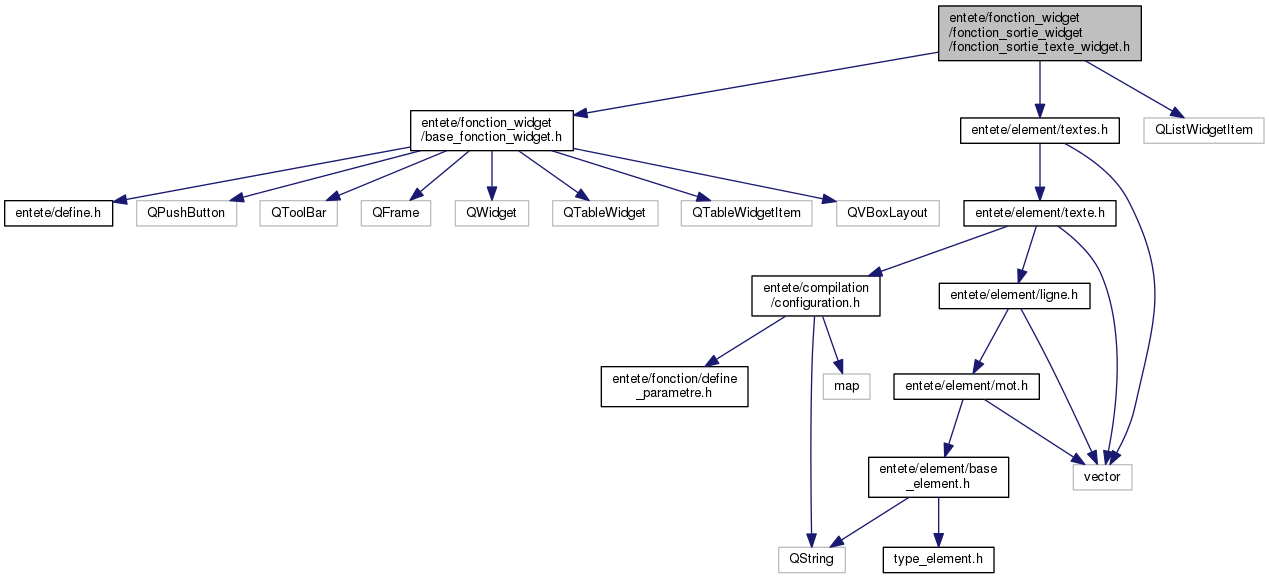 entete/fonction_widget
/fonction_sortie_widget
/fonction_sortie_texte_widget.h
entete/fonction_widget
/base_fonction_widget.h
entete/element/textes.h
QListWidgetItem
entete/define.h
QPushButton
QToolBar
QFrame
QWidget
QTableWidget
QTableWidgetItem
QVBoxLayout
entete/element/texte.h
entete/compilation
/configuration.h
entete/element/ligne.h
entete/fonction/define
_parametre.h
map
entete/element/mot.h
entete/element/base
_element.h
vector
QString
type_element.h